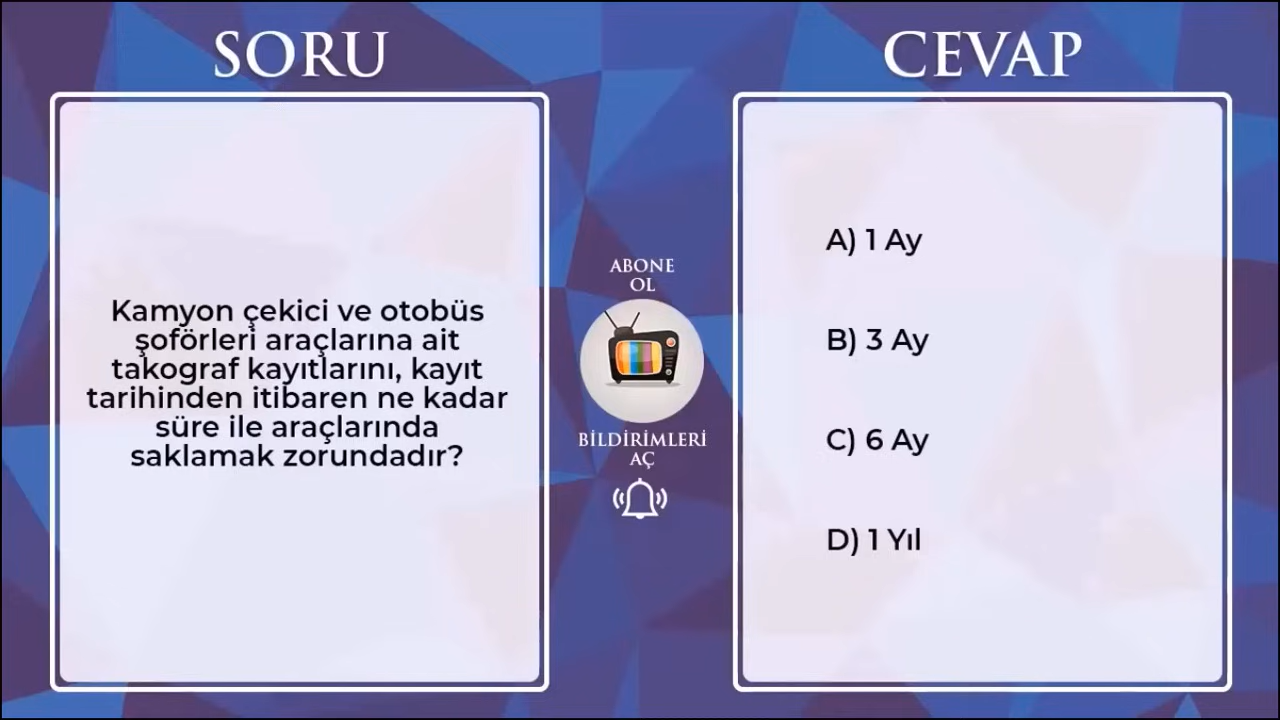 SORU
CEVAP
Kamyon çekici ve otobüs
şoförleri araçlarına ait
takograf kayıtlarını, kayıt
tarihinden itibaren ne kadar
süre ile araçlarında
saklamak zorundadır?
ABONE
OL
BİLDİRİMLERİ
AÇ
A) 1 Ay
B) 3 Ay
C) 6 Ay
D) 1 Yıl